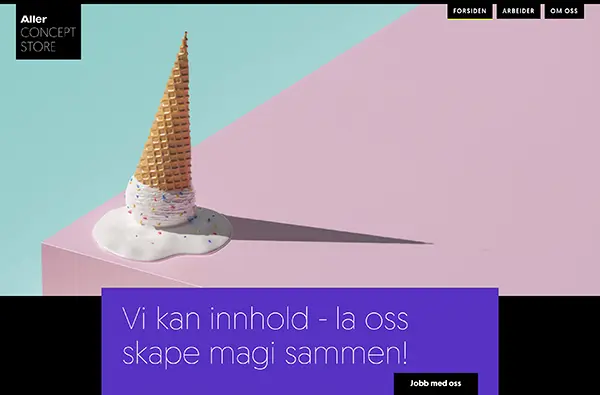 Aller
CONCEPT
STORE
FORSIDEN
ARBEIDER
OM OSS
Vi kan innhold - la oss
skape magi sammen!
Jobb med oss